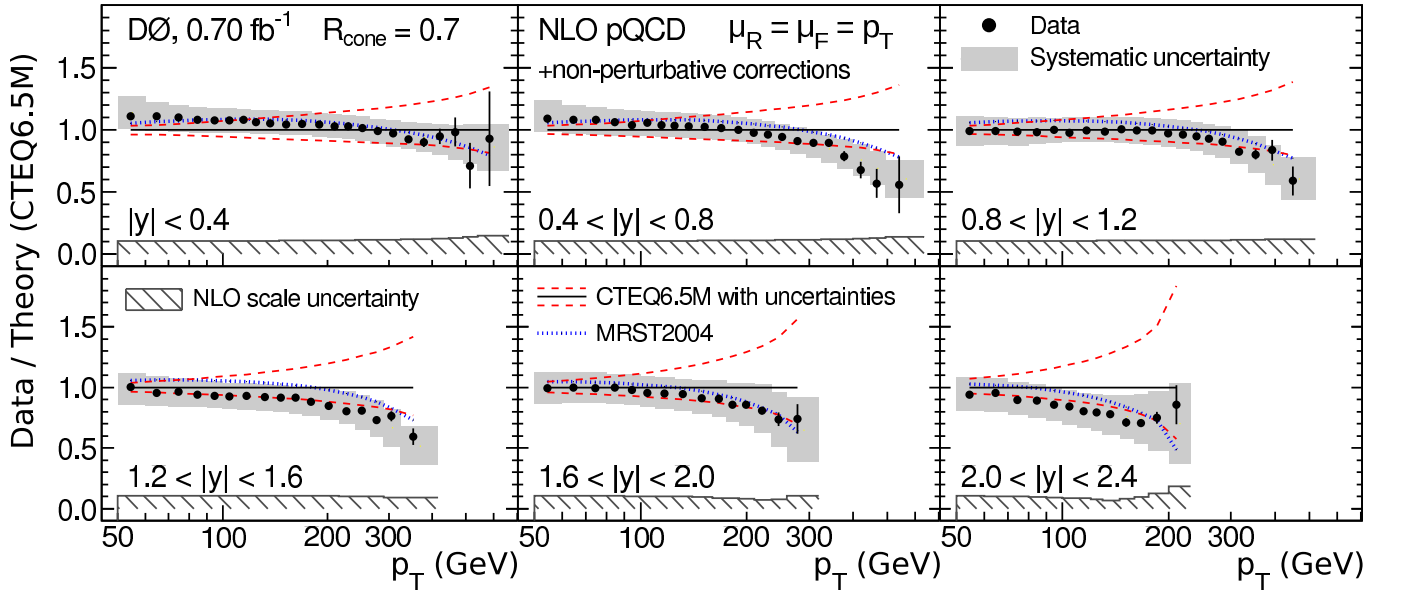 Data / Theory (CTEQ6.5M)
DØ, 0.70 fb⁻¹ R_cone = 0.7
1.5
1.0
0.5
0.0
|y| < 0.4
NLO pQCD μ_R = μ_F = p_T
+non-perturbative corrections
0.4 < |y| < 0.8
Data
Systematic uncertainty
0.8 < |y| < 1.2
NLO scale uncertainty
1.5
1.0
0.5
0.0
1.2 < |y| < 1.6
CTEQ6.5M with uncertainties
MRST2004
1.6 < |y| < 2.0
2.0 < |y| < 2.4
50 100 200 300
100 200 300
50 100 200 300
p_T (GeV)
p_T (GeV)
p_T (GeV)